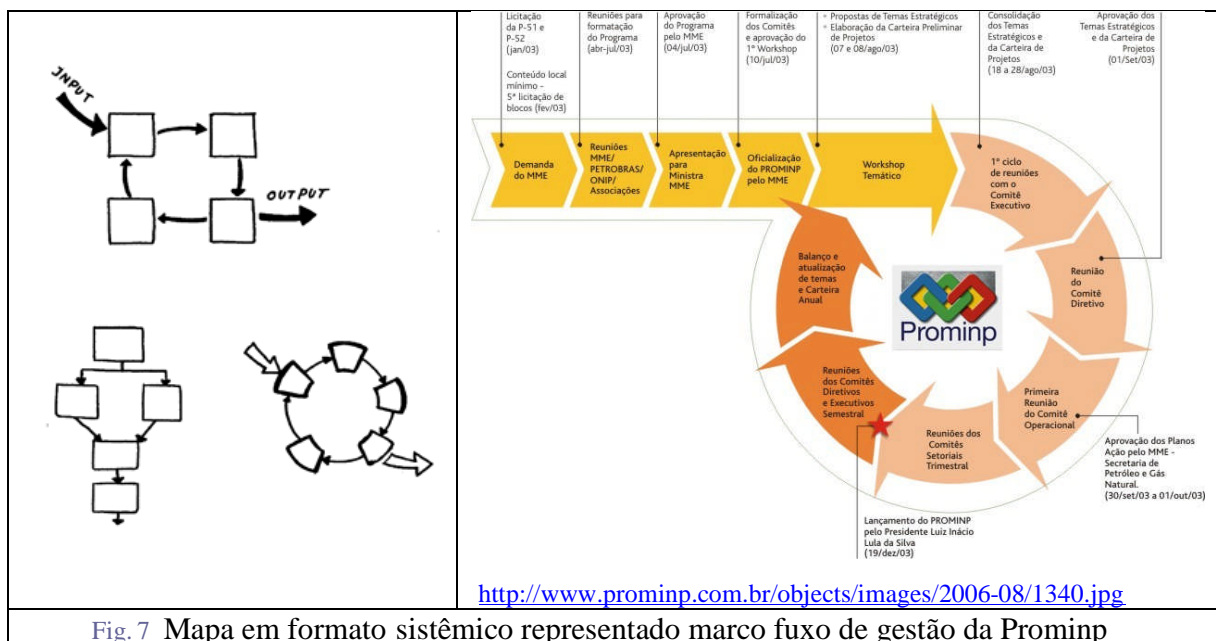 INPUT
OUTPUT
Licitação
da P-51 e
P-52
(jan/03)
Conteúdo local
mínimo -
5ª licitação de
blocos (fev/03)
Reuniões para
formatação
do Programa
(abr-jul/03)
Aprovação
do Programa
pelo MME
(04/jul/03)
Formalização
dos Comitês
e aprovação do
1º Workshop
(10/jul/03)
• Propostas de Temas Estratégicos
• Elaboração da Carteira Preliminar
de Projetos
(07 e 08/ago/03)
Consolidação
dos Temas
Estratégicos e
da Carteira de
Projetos
(18 a 28/ago/03)
Aprovação dos
Temas Estratégicos
e da Carteira de
Projetos
(01/Set/03)
Demanda
do MME
Reuniões
MME/
PETROBRAS/
ONIP/
Associações
Apresentação
para
Ministra
MME
Oficialização
do PROMINP
pelo MME
Workshop
Temático
1º ciclo
de reuniões
com o
Comitê
Executivo
Reunião
do
Comitê
Diretivo
Primeira
Reunião
do Comitê
Operacional
Reuniões dos
Comitês
Setoriais
Trimestral
Reuniões
dos Comitês
Diretivos
e Executivos
Semestral
Balanço e
atualização
de temas
e Carteira
Anual
Prominp
Aprovação dos Planos
Ação pelo MME -
Secretaria de
Petróleo e Gás
Natural.
(30/set/03 a 01/out/03)
Lançamento do PROMINP
pelo Presidente Luiz Inácio
Lula da Silva
(19/dez/03)
http://www.prominp.com.br/objects/images/2006-08/1340.jpg
Fig. 7 Mapa em formato sistêmico representado marco fuxo de gestão da Prominp